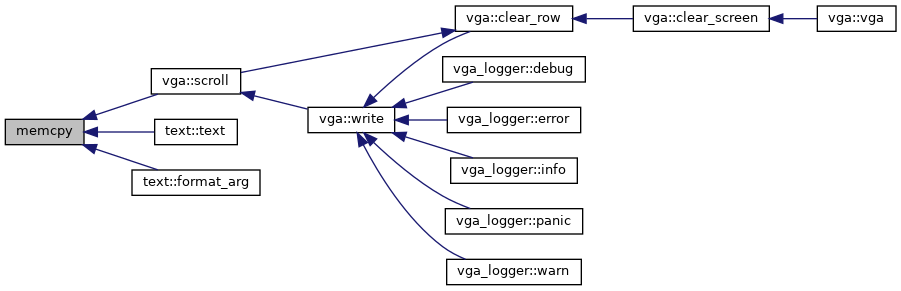 memcpy
vga::scroll
text::text
text::format_arg
vga::write
vga::clear_row
vga_logger::debug
vga_logger::error
vga_logger::info
vga_logger::panic
vga_logger::warn
vga::clear_screen
vga::vga